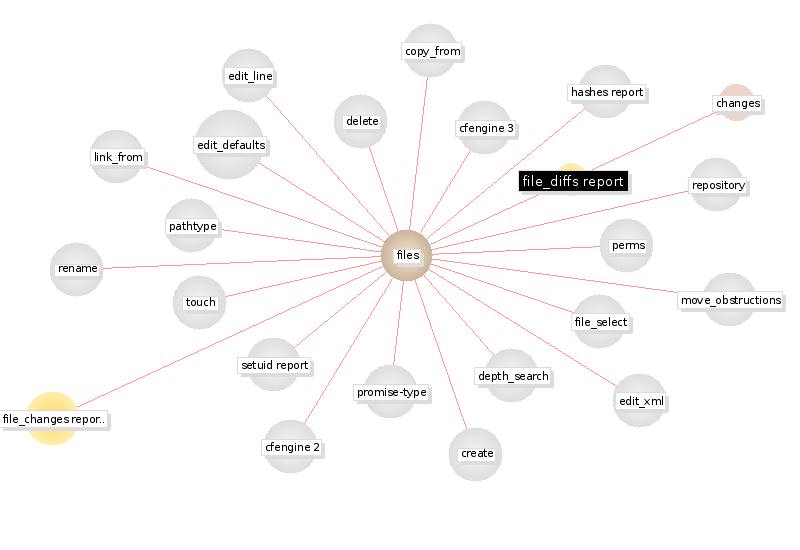 copy_from
edit_line
hashes report
changes
delete
cfengine 3
edit_defaults
link_from
file_diffs report
repository
pathtype
perms
files
rename
touch
move_obstructions
file_select
setuid report
depth_search
promise-type
edit_xml
file_changes repor..
cfengine 2
create